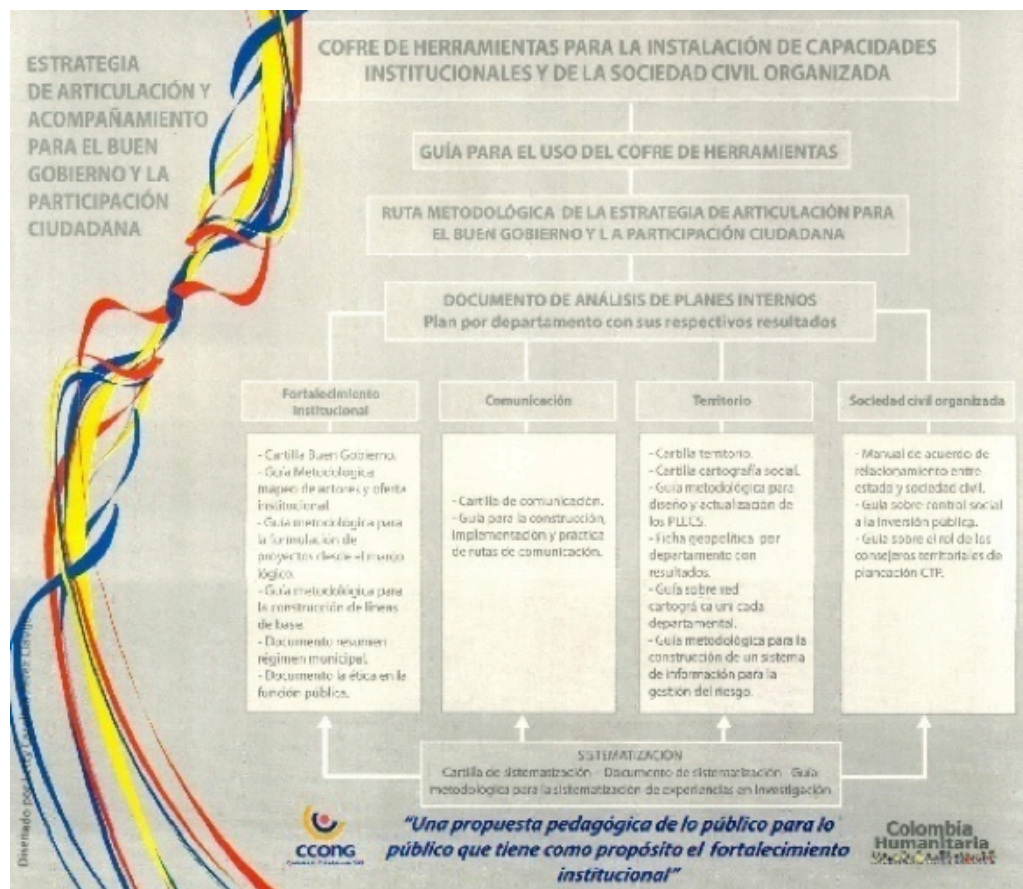 ESTRATEGIA
DE ARTICULACIÓN Y
ACOMPAÑAMIENTO
PARA EL BUEN
GOBIERNO Y LA
PARTICIPACIÓN
CIUDADANA
COFRE DE HERRAMIENTAS PARA LA INSTALACIÓN DE CAPACIDADES
INSTITUCIONALES Y DE LA SOCIEDAD CIVIL ORGANIZADA
GUÍA PARA EL USO DEL COFRE DE HERRAMIENTAS
RUTA METODOLÓGICA DE LA ESTRATEGIA DE ARTICULACIÓN PARA
EL BUEN GOBIERNO Y L A PARTICIPACIÓN CIUDADANA
DOCUMENTO DE ANÁLISIS DE PLANES INTERNOS
Plan por departamento con sus respectivos resultados
Fortalecimiento
institucional
- Cartilla Buen Gobierno.
- Guía Metodologica
mapeo de actores y oferta
institucional.
- Guía metodológica para
la formulación de
proyectos desde el marco
lógico.
- Guía metodológica para
la construcción de líneas
de base.
- Documento resumen
régimen municipal.
- Documento la ética en la
función pública.
Comunicación
- Cartilla de comunicación.
- Guía para la construcción,
implementación y práctica
de rutas de comunicación.
Territorio
- Cartilla territorio.
- Cartilla cartografía social.
- Guía metodológica para
diseño y actualización de
los PLECS.
- Ficha geopolítica por
departamento con
resultados.
- Guía sobre red
cartográ ca uni cada
departamental.
- Guía metodológica para la
construcción de un sistema
de información para la
gestión del riesgo.
Sociedad civil organizada
- Manual de acuerdo de
relacionamiento entre
estado y sociedad civil.
- Guía sobre control social
a la inversión pública.
- Guía sobre el rol de los
consejeros territoriales de
planeación CTP.
SISTEMATIZACIÓN
Cartilla de sistematización - Documento de sistematización - Guía
metodológica para la sistematización de experiencias en investigación
ccong
"Una propuesta pedagógica de lo público para lo
público que tiene como propósito el fortalecimiento
institucional"
Colombia
Humanitaria
Diseñado por